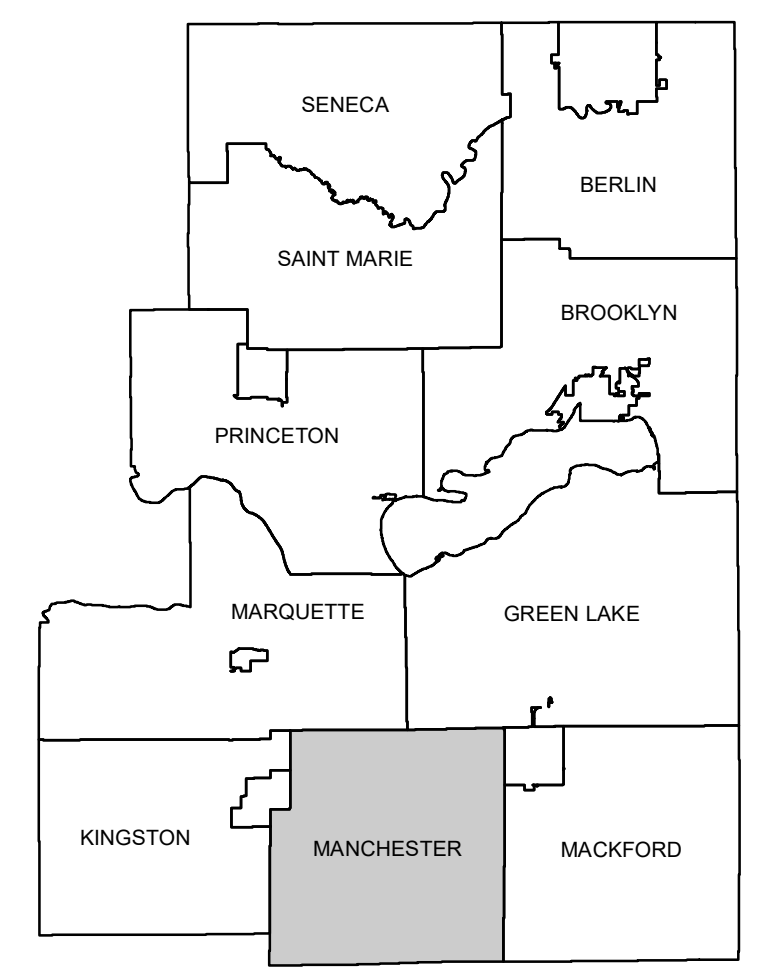 SENECA
BERLIN
SAINT MARIE
BROOKLYN
PRINCETON
MARQUETTE
GREEN LAKE
KINGSTON
MANCHESTER
MACKFORD